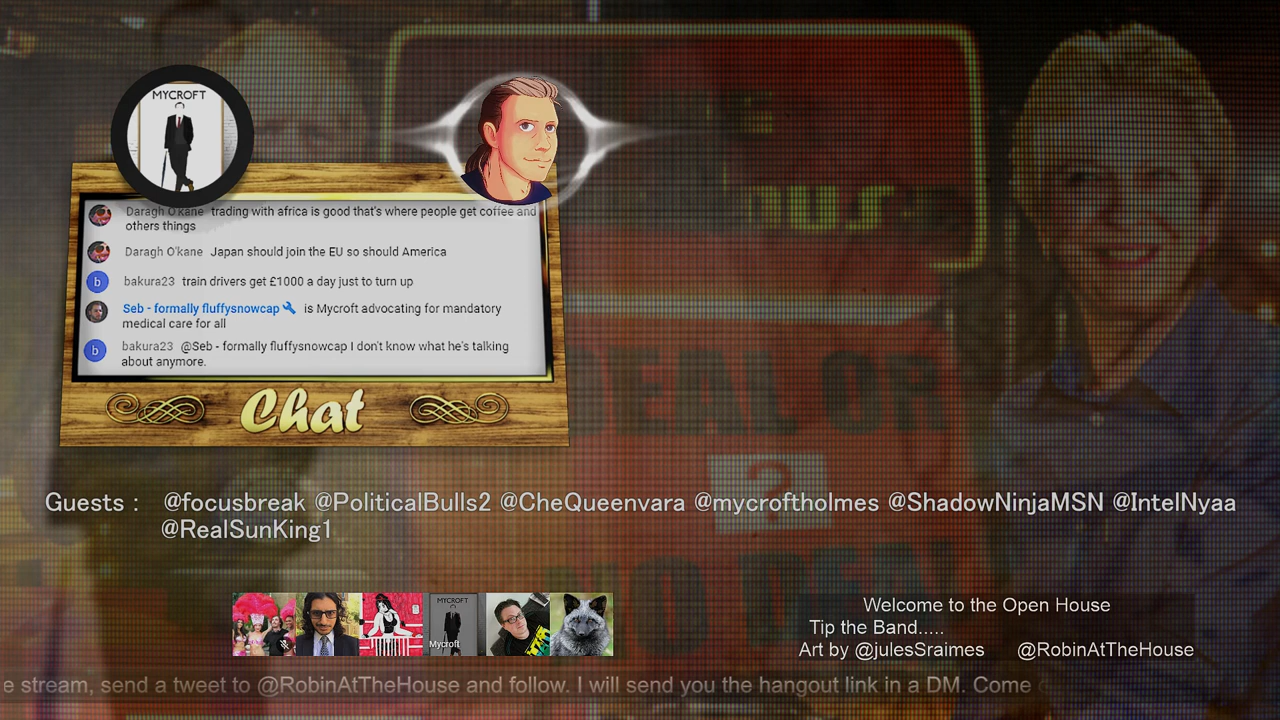 MYCROFT
Daragh O'kane trading with africa is good that's where people get coffee and
others things
Daragh O'kane Japan should join the EU so should America
b bakura23 train drivers get £1000 a day just to turn up
Seb - formally fluffysnowcap is Mycroft advocating for mandatory
medical care for all
b bakura23 @Seb - formally fluffysnowcap I don't know what he's talking
about anymore.
Chat
DEAL OR
?
NO DEAL
Guests : @focusbreak @PoliticalBulls2 @CheQueenvara @mycroftholmes @ShadowNinjaMSN @IntelNyaa
@RealSunKing1
MYCROFT
Mycroft
Welcome to the Open House
Tip the Band.....
Art by @julesSraimes @RobinAtTheHouse
e stream, send a tweet to @RobinAtTheHouse and follow. I will send you the hangout link in a DM. Come